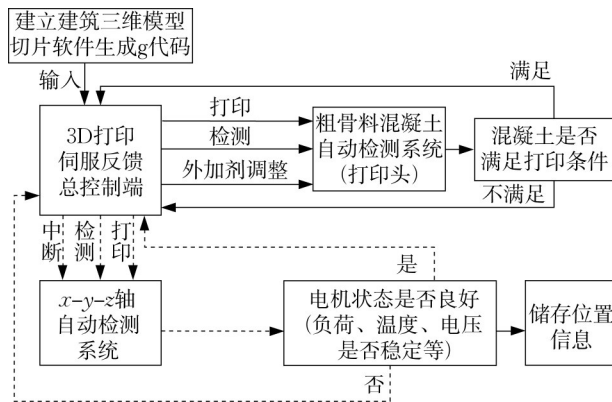 建立建筑三维模型
切片软件生成g代码
输入
满足
3D打印
伺服反馈
总控制端
打印
检测
外加剂调整
粗骨料混凝土
自动检测系统
(打印头)
混凝土是否
满足打印条件
不满足
中断
检测
打印
是
x-y-z轴
自动检测
系统
电机状态是否良好
(负荷、温度、电压
是否稳定等)
储存位置
信息
否